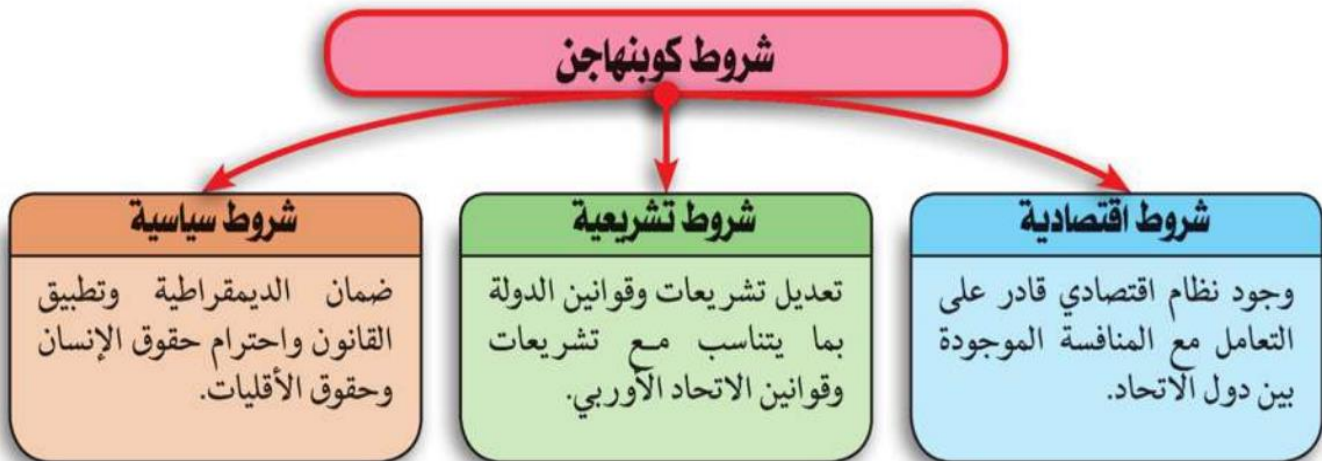 شروط كوبنهاجن
شروط اقتصادية
وجود نظام اقتصادي قادر على
التعامل مع المنافسة الموجودة
بين دول الاتحاد.
شروط تشريعية
تعديل تشريعات وقوانين الدولة
بما يتناسب مع تشريعات
وقوانين الاتحاد الأوربي.
شروط سياسية
ضمان الديمقراطية وتطبيق
القانون واحترام حقوق الإنسان
وحقوق الأقليات.